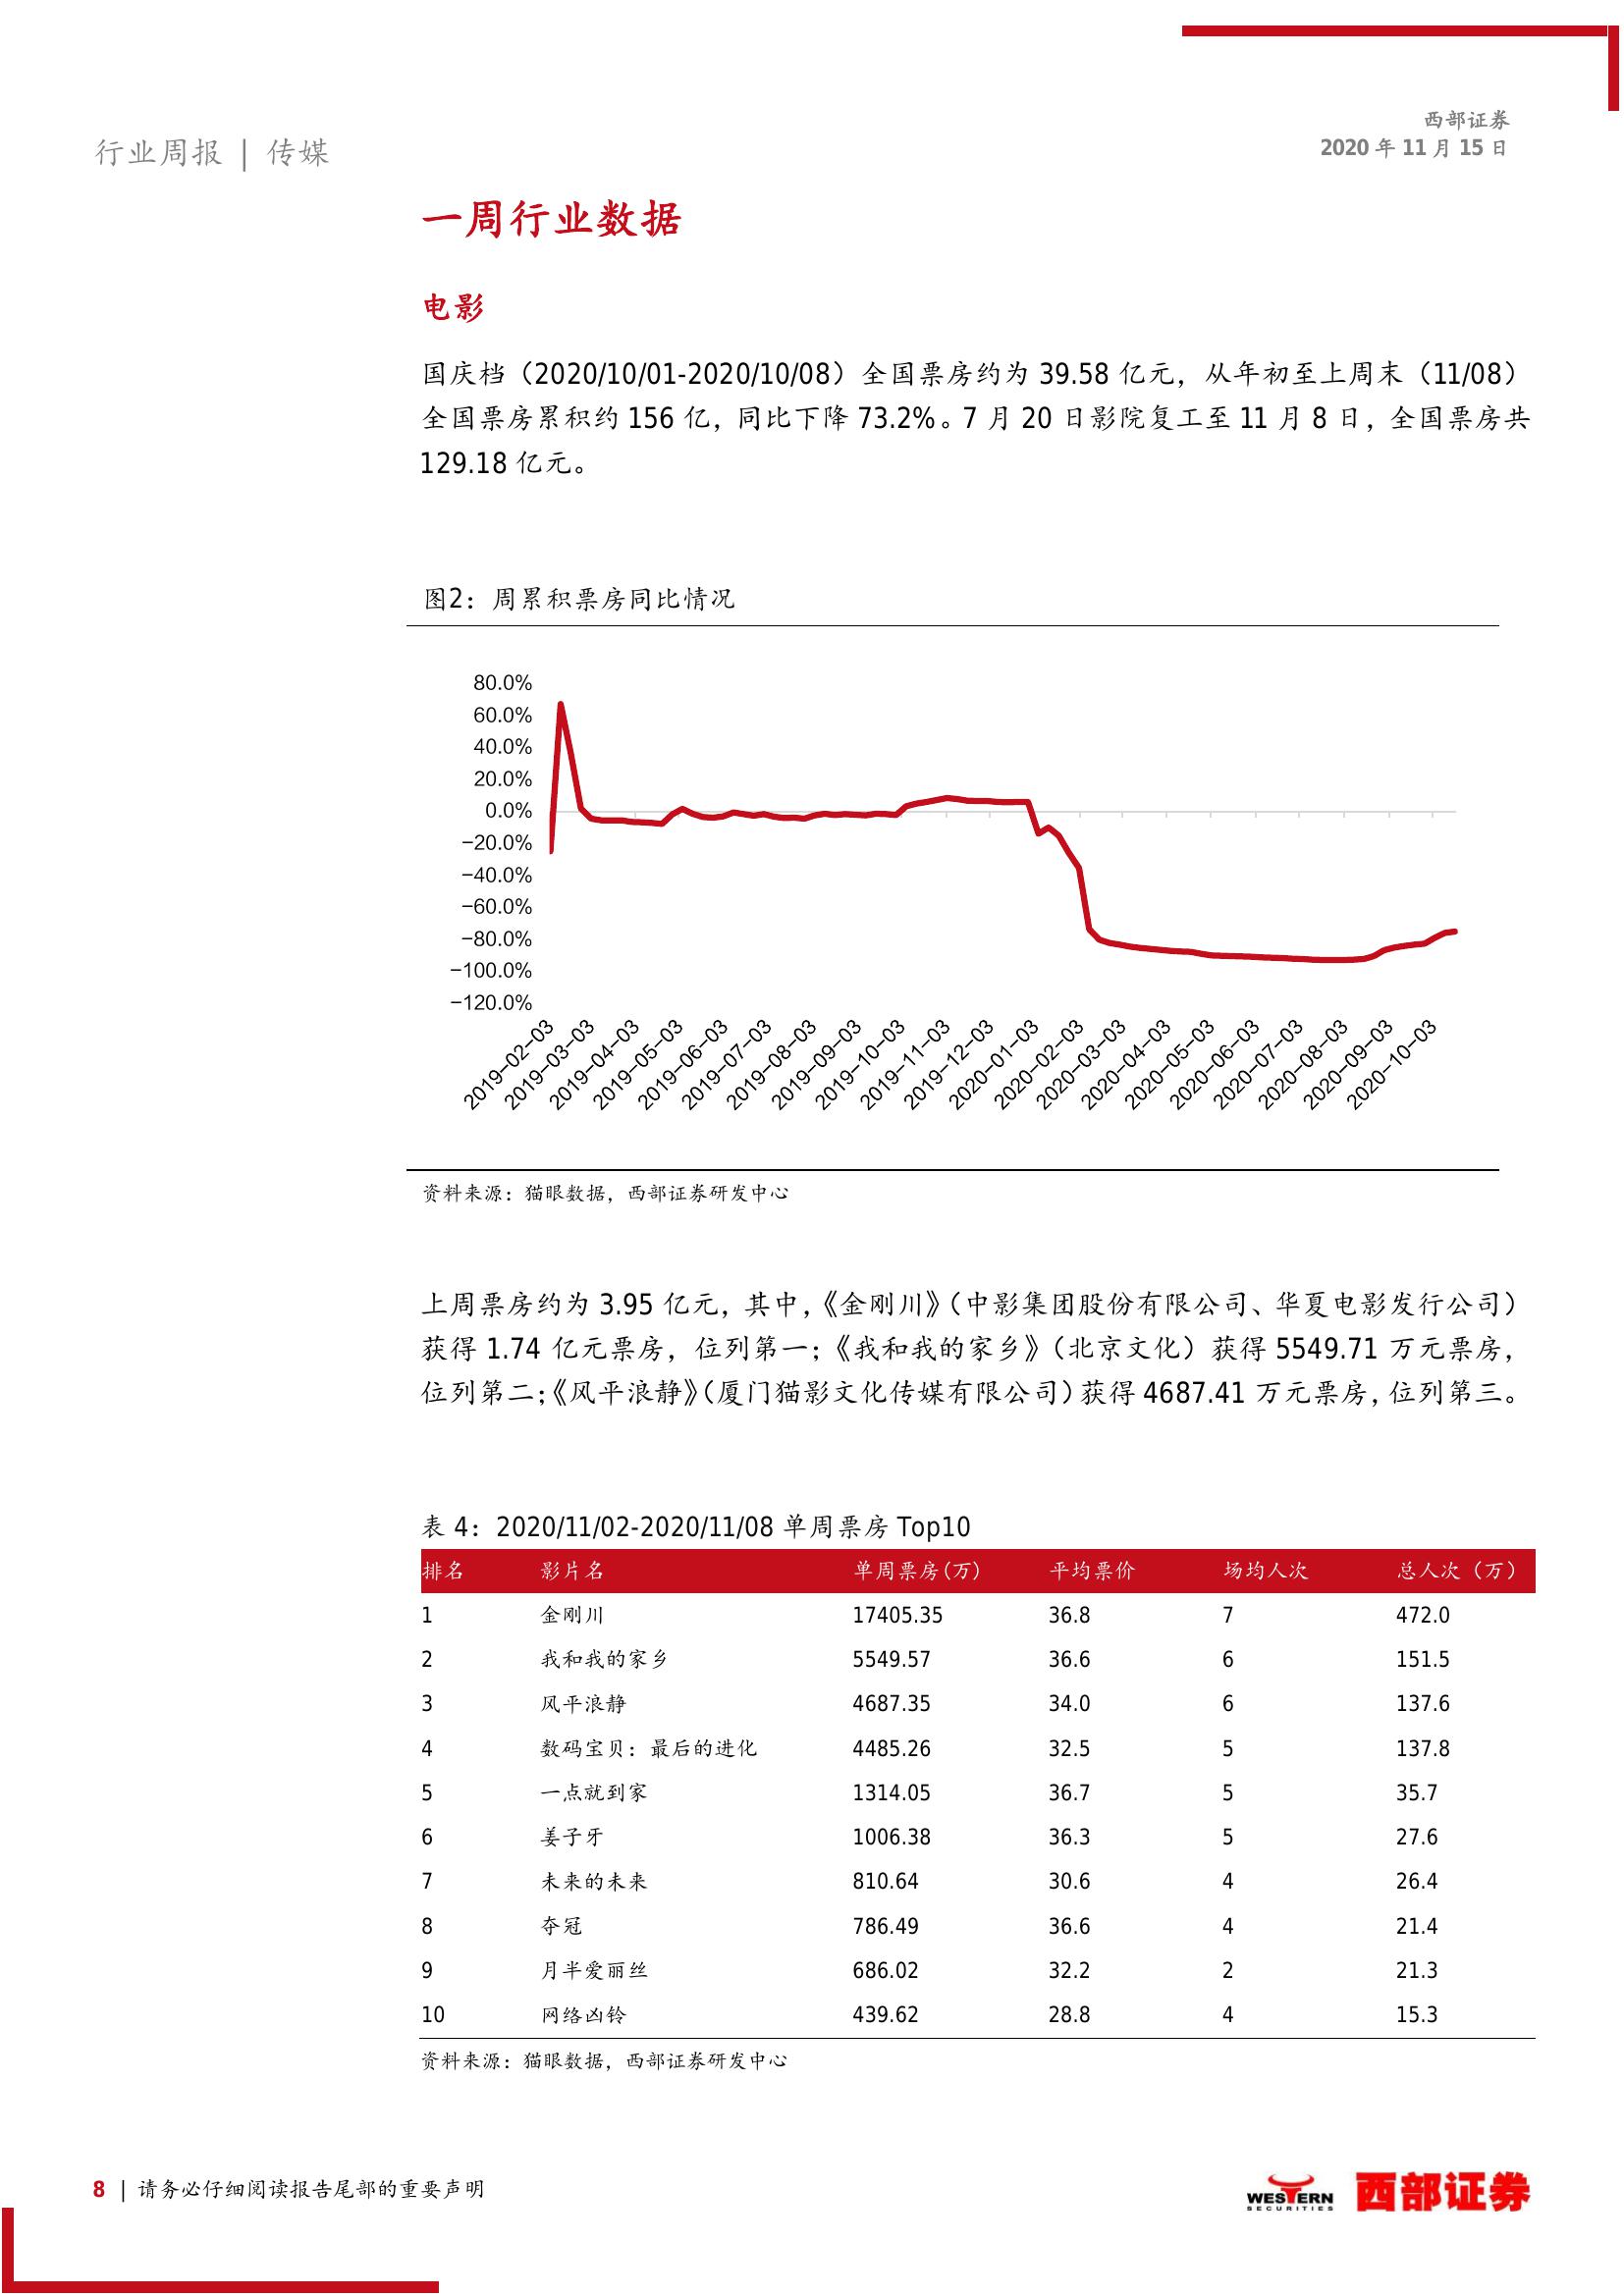 西部证券
行业周报 | 传媒
2020 年 11 月 15 日
一周行业数据
电影
国庆档（2020/10/01-2020/10/08）全国票房约为 39.58 亿元，从年初至上周末（11/08）
全国票房累积约 156 亿，同比下降 73.2%。7 月 20 日影院复工至 11 月 8 日，全国票房共
129.18 亿元。
图2：周累积票房同比情况
80.0%
60.0%
40.0%
20.0%
0.0%
−20.0%
−40.0%
−60.0%
−80.0%
−100.0%
−120.0%
2019−02−03
2019−03−03
2019−04−03
2019−05−03
2019−06−03
2019−07−03
2019−08−03
2019−09−03
2019−10−03
2019−11−03
2019−12−03
2020−01−03
2020−02−03
2020−03−03
2020−04−03
2020−05−03
2020−06−03
2020−07−03
2020−08−03
2020−09−03
2020−10−03
资料来源：猫眼数据，西部证券研发中心
上周票房约为 3.95 亿元，其中，《金刚川》（中影集团股份有限公司、华夏电影发行公司）
获得 1.74 亿元票房，位列第一；《我和我的家乡》（北京文化）获得 5549.71 万元票房，
位列第二；《风平浪静》（厦门猫影文化传媒有限公司）获得 4687.41 万元票房，位列第三。
表 4：2020/11/02-2020/11/08 单周票房 Top10
排名 影片名 单周票房(万) 平均票价 场均人次 总人次（万）
1 金刚川 17405.35 36.8 7 472.0
2 我和我的家乡 5549.57 36.6 6 151.5
3 风平浪静 4687.35 34.0 6 137.6
4 数码宝贝：最后的进化 4485.26 32.5 5 137.8
5 一点就到家 1314.05 36.7 5 35.7
6 姜子牙 1006.38 36.3 5 27.6
7 未来的未来 810.64 30.6 4 26.4
8 夺冠 786.49 36.6 4 21.4
9 月半爱丽丝 686.02 32.2 2 21.3
10 网络凶铃 439.62 28.8 4 15.3
资料来源：猫眼数据，西部证券研发中心
8 | 请务必仔细阅读报告尾部的重要声明
WESTERN
SECURITIES
西部证券